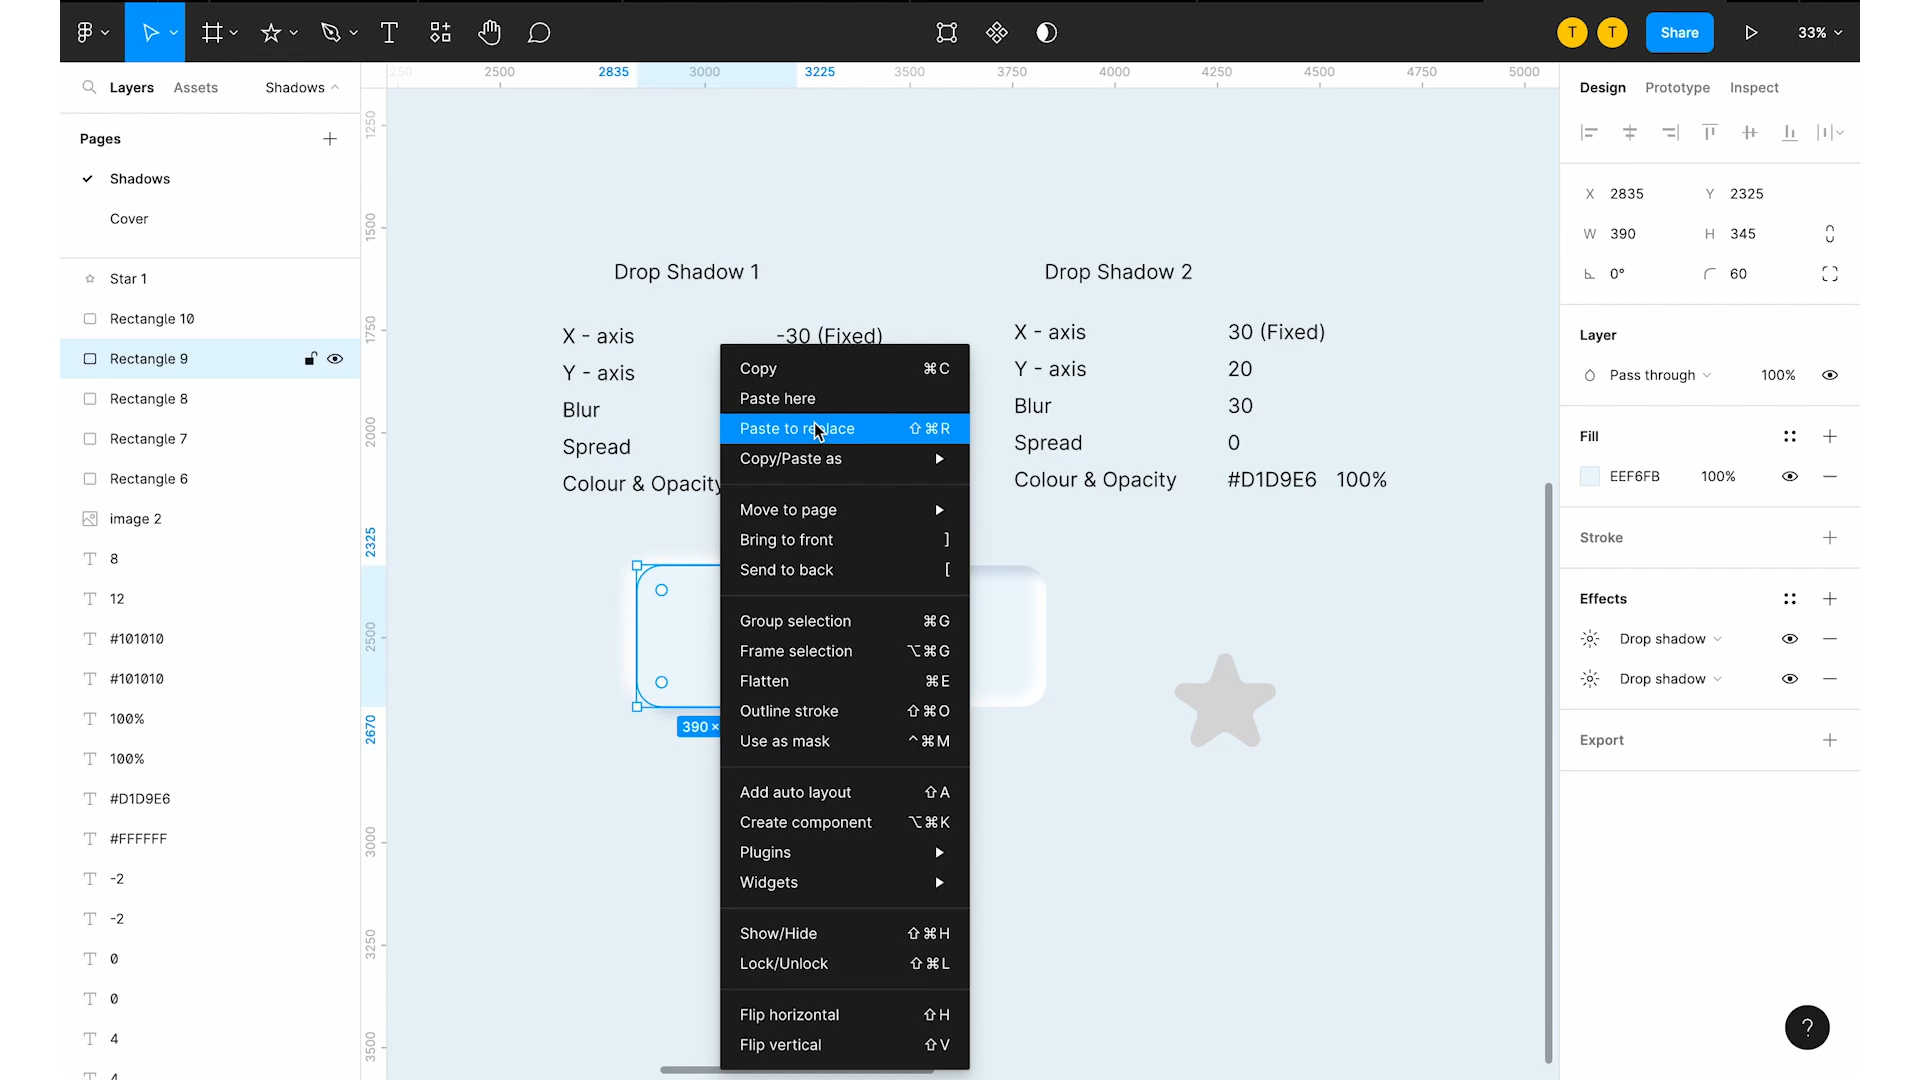 T
T
Share
33%
Layers
Assets
Shadows
250
2500
2835
3000
3225
3500
3750
4000
4250
4500
4750
5000
Design
Prototype
Inspect
Pages
Shadows
Cover
Star 1
Rectangle 10
Rectangle 9
Rectangle 8
Rectangle 7
Rectangle 6
image 2
8
12
#101010
#101010
100%
100%
#D1D9E6
#FFFFFF
-2
-2
0
0
4
1250
1500
1750
2000
2325
2500
2670
3000
3250
3500
Drop Shadow 1
X - axis
-30 (Fixed)
Y - axis
Blur
Spread
Colour & Opacity
Drop Shadow 2
X - axis
30 (Fixed)
Y - axis
20
Blur
30
Spread
0
Colour & Opacity
#D1D9E6
100%
390 ×
Copy
⌘C
Paste here
Paste to replace
⇧⌘R
Copy/Paste as
Move to page
Bring to front
]
Send to back
[
Group selection
⌘G
Frame selection
⌥⌘G
Flatten
⌘E
Outline stroke
⇧⌘O
Use as mask
^⌘M
Add auto layout
⇧A
Create component
⌥⌘K
Plugins
Widgets
Show/Hide
⇧⌘H
Lock/Unlock
⇧⌘L
Flip horizontal
⇧H
Flip vertical
⇧V
X
2835
Y
2325
W
390
H
345
0°
60
Layer
Pass through
100%
Fill
EEF6FB
100%
Stroke
Effects
Drop shadow
Drop shadow
Export
?